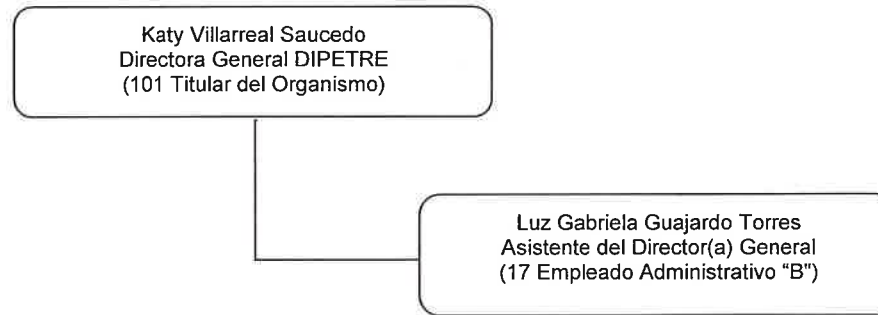 Katy Villarreal Saucedo
Directora General DIPETRE
(101 Titular del Organismo)
Luz Gabriela Guajardo Torres
Asistente del Director(a) General
(17 Empleado Administrativo “B”)